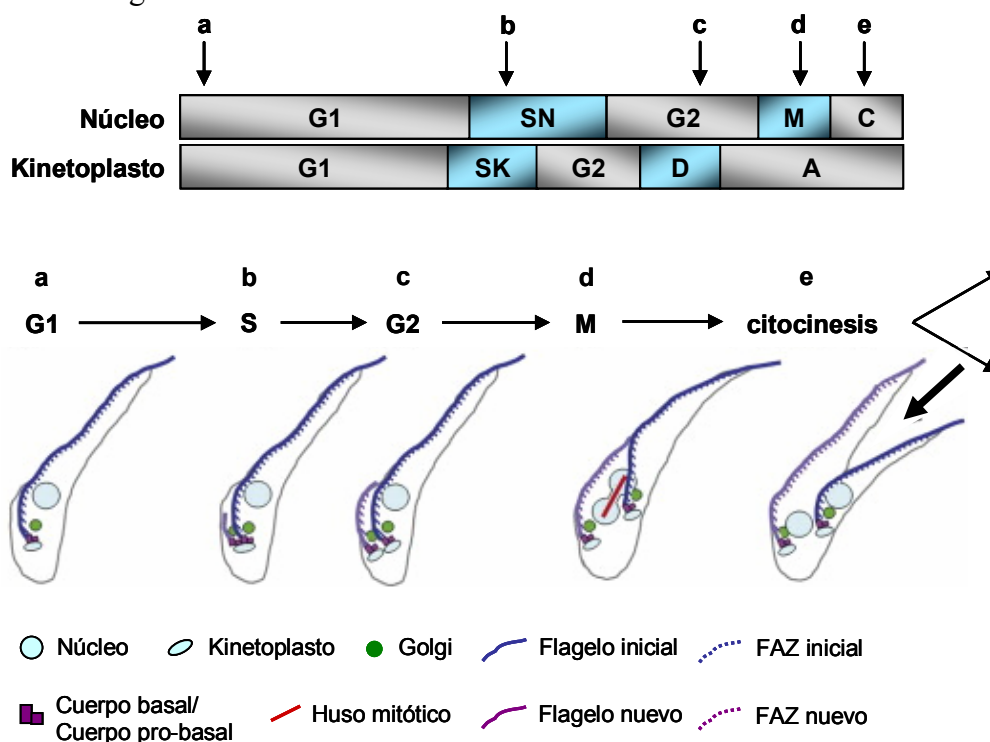 a b c d e
Núcleo G1 SN G2 M C
Kinetoplasto G1 SK G2 D A
a b c d e
G1 S G2 M citocinesis
Núcleo Kinetoplasto Golgi Flagelo inicial FAZ inicial
Cuerpo basal/
Cuerpo pro-basal Huso mitótico Flagelo nuevo FAZ nuevo